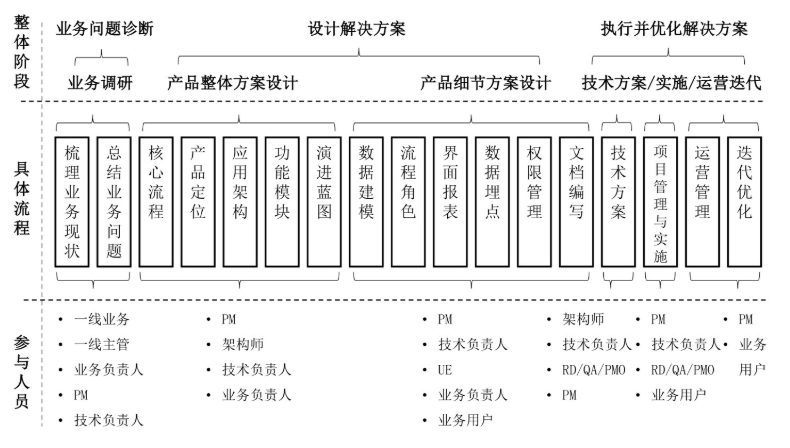 整体阶段
业务问题诊断
设计解决方案
执行并优化解决方案
业务调研
产品整体方案设计
产品细节方案设计
技术方案/实施/运营迭代
具体流程
梳理业务现状
总结业务问题
核心流程
产品定位
应用架构
功能模块
演进蓝图
数据建模
流程角色
界面报表
数据埋点
权限管理
文档编写
技术方案
项目管理与实施
运营管理
迭代优化
参与人员
• 一线业务
• 一线主管
• 业务负责人
• PM
• 技术负责人
• PM
• 架构师
• 技术负责人
• 业务负责人
• PM
• 技术负责人
• UE
• 业务负责人
• 业务用户
• 架构师
• 技术负责人
• RD/QA/PMO
• PM
• PM
• 技术负责人
• RD/QA/PMO
• 业务用户
• PM
• 业务
用户